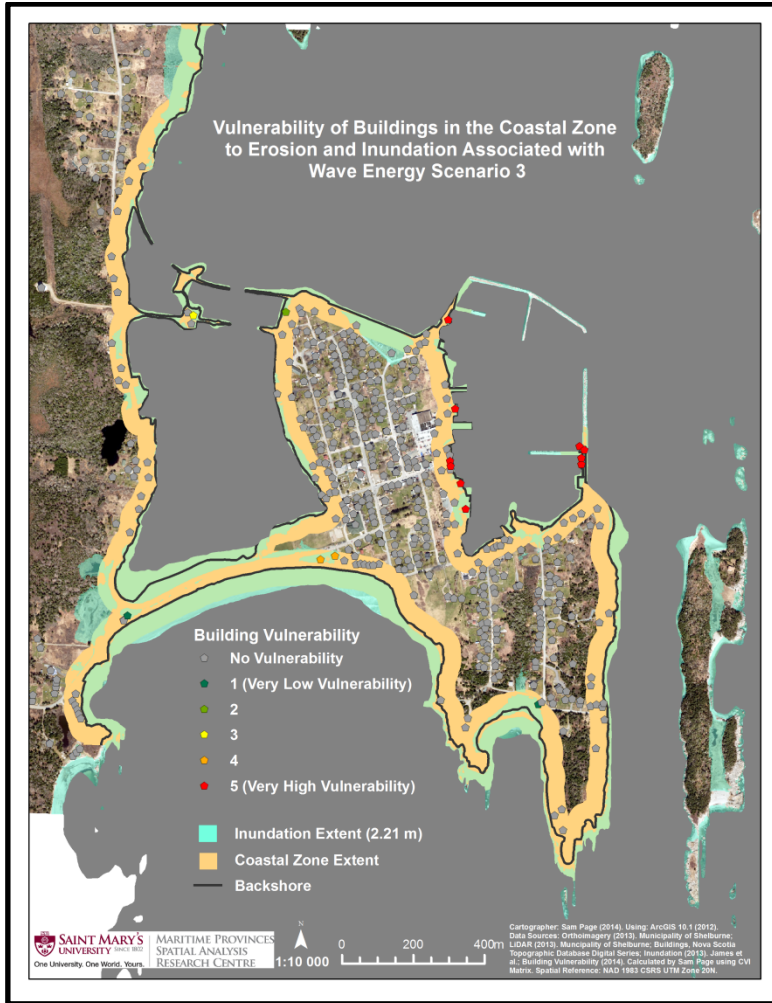 Vulnerability of Buildings in the Coastal Zone
to Erosion and Inundation Associated with
Wave Energy Scenario 3
Building Vulnerability
No Vulnerability
1 (Very Low Vulnerability)
2
3
4
5 (Very High Vulnerability)
Inundation Extent (2.21 m)
Coastal Zone Extent
Backshore
SAINT MARY'S
UNIVERSITY SINCE 1802
One University. One World. Yours.
MARITIME PROVINCES
SPATIAL ANALYSIS
RESEARCH CENTRE
N
1:10 000
0 200 400m
Cartographer: Sam Page (2014). Using: ArcGIS 10.1 (2012).
Data Sources: Orthoimagery (2013). Municipality of Shelburne;
LiDAR (2013). Municipality of Shelburne; Buildings, Nova Scotia
Topographic Database Digital Series; Inundation (2013). James et
al.; Building Vulnerability (2014). Calculated by Sam Page using CVI
Matrix. Spatial Reference: NAD 1983 CSRS UTM Zone 20N.